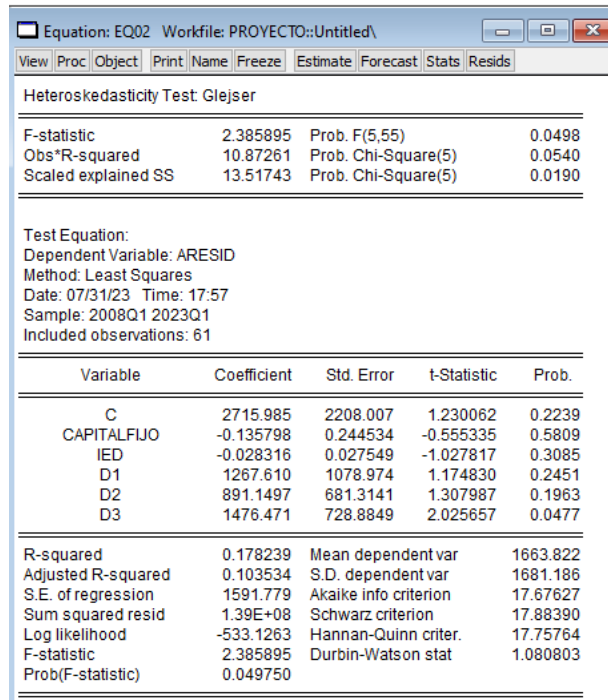 Equation: EQ02 Workfile: PROYECTO::Untitled\
View Proc Object Print Name Freeze Estimate Forecast Stats Resids
Heteroskedasticity Test: Glejser
F-statistic 2.385895 Prob. F(5,55) 0.0498
Obs*R-squared 10.87261 Prob. Chi-Square(5) 0.0540
Scaled explained SS 13.51743 Prob. Chi-Square(5) 0.0190
Test Equation:
Dependent Variable: ARESID
Method: Least Squares
Date: 07/31/23 Time: 17:57
Sample: 2008Q1 2023Q1
Included observations: 61
Variable Coefficient Std. Error t-Statistic Prob.
C 2715.985 2208.007 1.230062 0.2239
CAPITALFIJO -0.135798 0.244534 -0.555335 0.5809
IED -0.028316 0.027549 -1.027817 0.3085
D1 1267.610 1078.974 1.174830 0.2451
D2 891.1497 681.3141 1.307987 0.1963
D3 1476.471 728.8849 2.025657 0.0477
R-squared 0.178239 Mean dependent var 1663.822
Adjusted R-squared 0.103534 S.D. dependent var 1681.186
S.E. of regression 1591.779 Akaike info criterion 17.67627
Sum squared resid 1.39E+08 Schwarz criterion 17.88390
Log likelihood -533.1263 Hannan-Quinn criter. 17.75764
F-statistic 2.385895 Durbin-Watson stat 1.080803
Prob(F-statistic) 0.049750